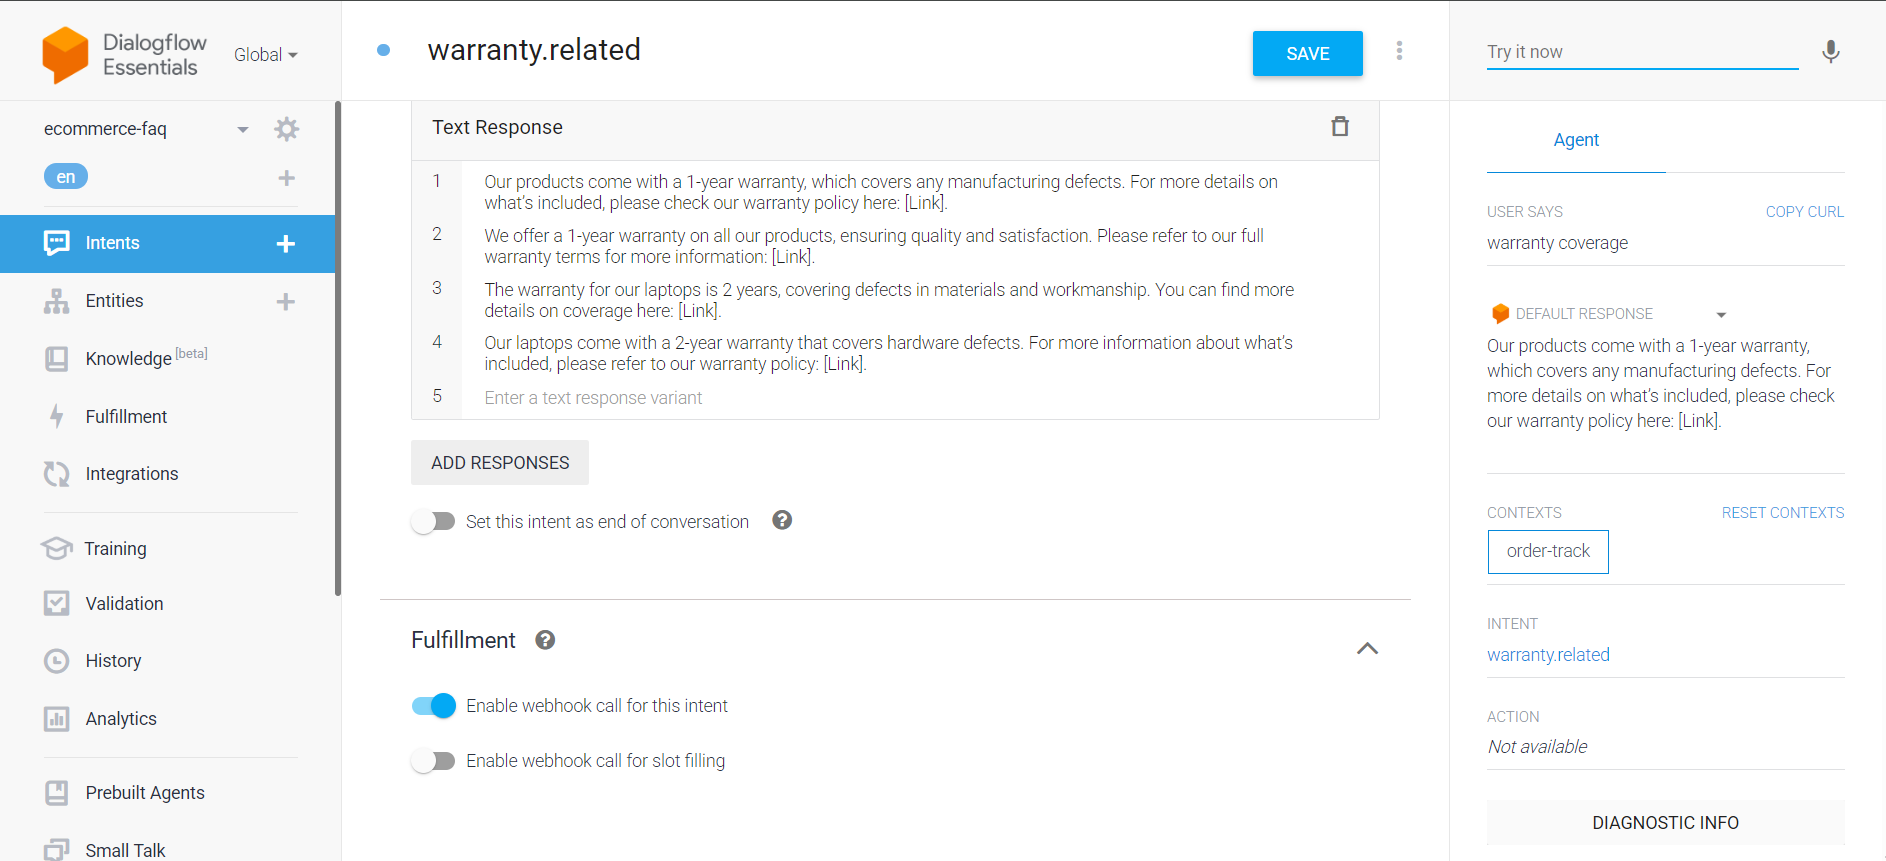 Dialogflow
Essentials
Global
ecommerce-faq
en
Intents
Entities
Knowledge [beta]
Fulfillment
Integrations
Training
Validation
History
Analytics
Prebuilt Agents
Small Talk
warranty.related
SAVE
Text Response
1 Our products come with a 1-year warranty, which covers any manufacturing defects. For more details on
what’s included, please check our warranty policy here: [Link].
2 We offer a 1-year warranty on all our products, ensuring quality and satisfaction. Please refer to our full
warranty terms for more information: [Link].
3 The warranty for our laptops is 2 years, covering defects in materials and workmanship. You can find more
details on coverage here: [Link].
4 Our laptops come with a 2-year warranty that covers hardware defects. For more information about what’s
included, please refer to our warranty policy: [Link].
5 Enter a text response variant
ADD RESPONSES
Set this intent as end of conversation
Fulfillment
Enable webhook call for this intent
Enable webhook call for slot filling
Try it now
Agent
USER SAYS COPY CURL
warranty coverage
DEFAULT RESPONSE
Our products come with a 1-year warranty,
which covers any manufacturing defects. For
more details on what’s included, please check
our warranty policy here: [Link].
CONTEXTS RESET CONTEXTS
order-track
INTENT
warranty.related
ACTION
Not available
DIAGNOSTIC INFO